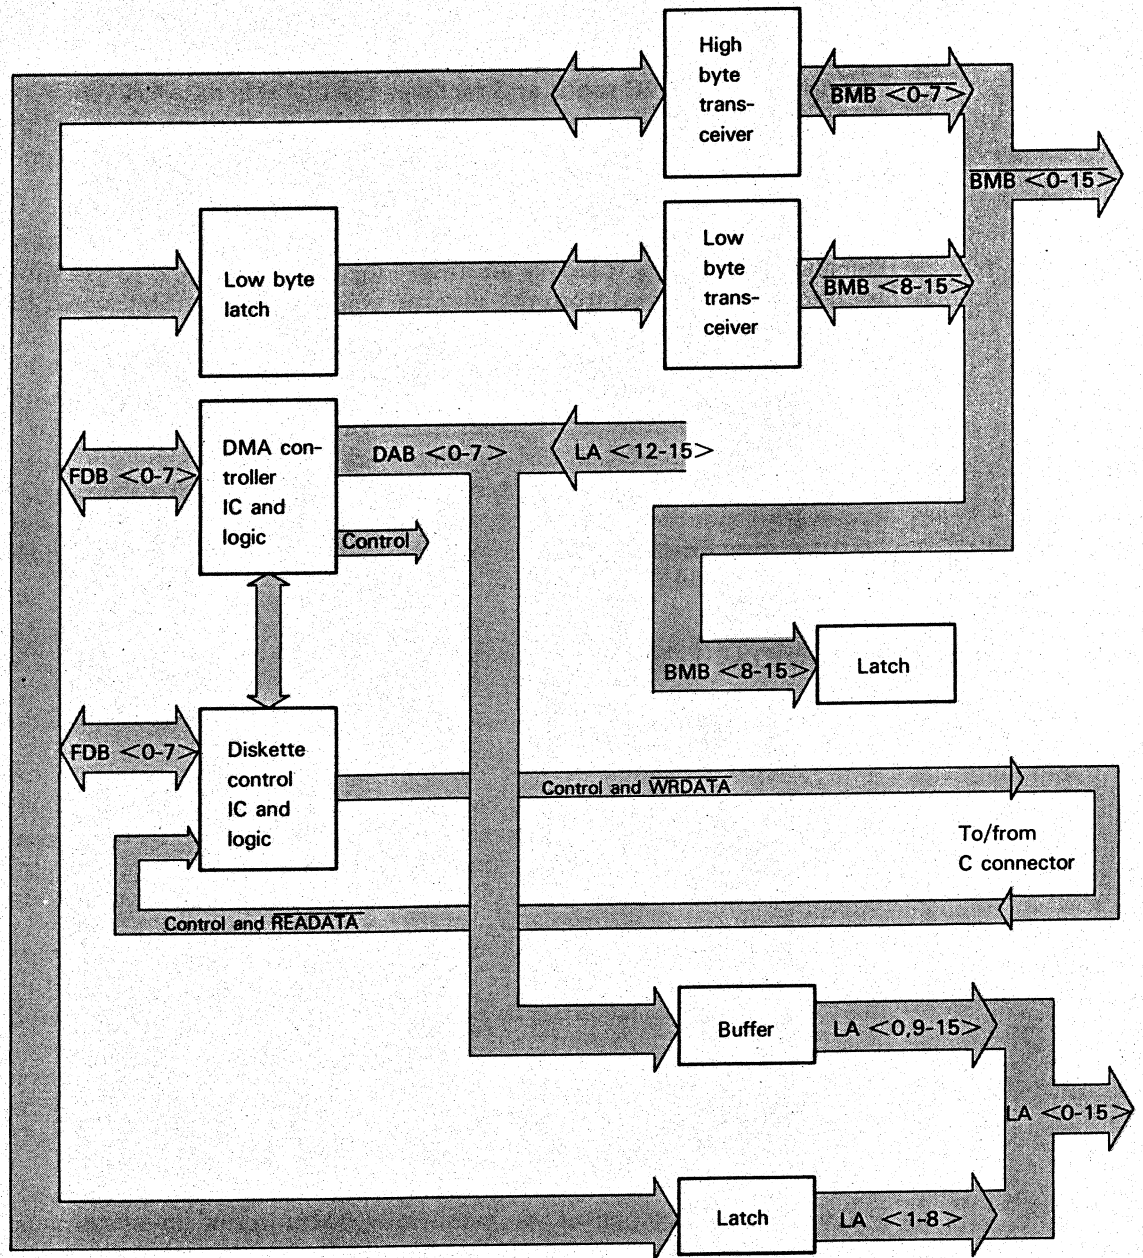 High
byte
trans-
ceiver
BMB <0-7>
BMB <0-15>
Low byte
latch
Low
byte
trans-
ceiver
BMB <8-15>
DMA con-
troller
IC and
logic
FDB <0-7>
DAB <0-7>
LA <12-15>
Control
BMB <8-15>
Latch
FDB <0-7>
Diskette
control
IC and
logic
Control and WRDATA
To/from
C connector
Control and READATA
Buffer
LA <0,9-15>
LA <0-15>
Latch
LA <1-8>